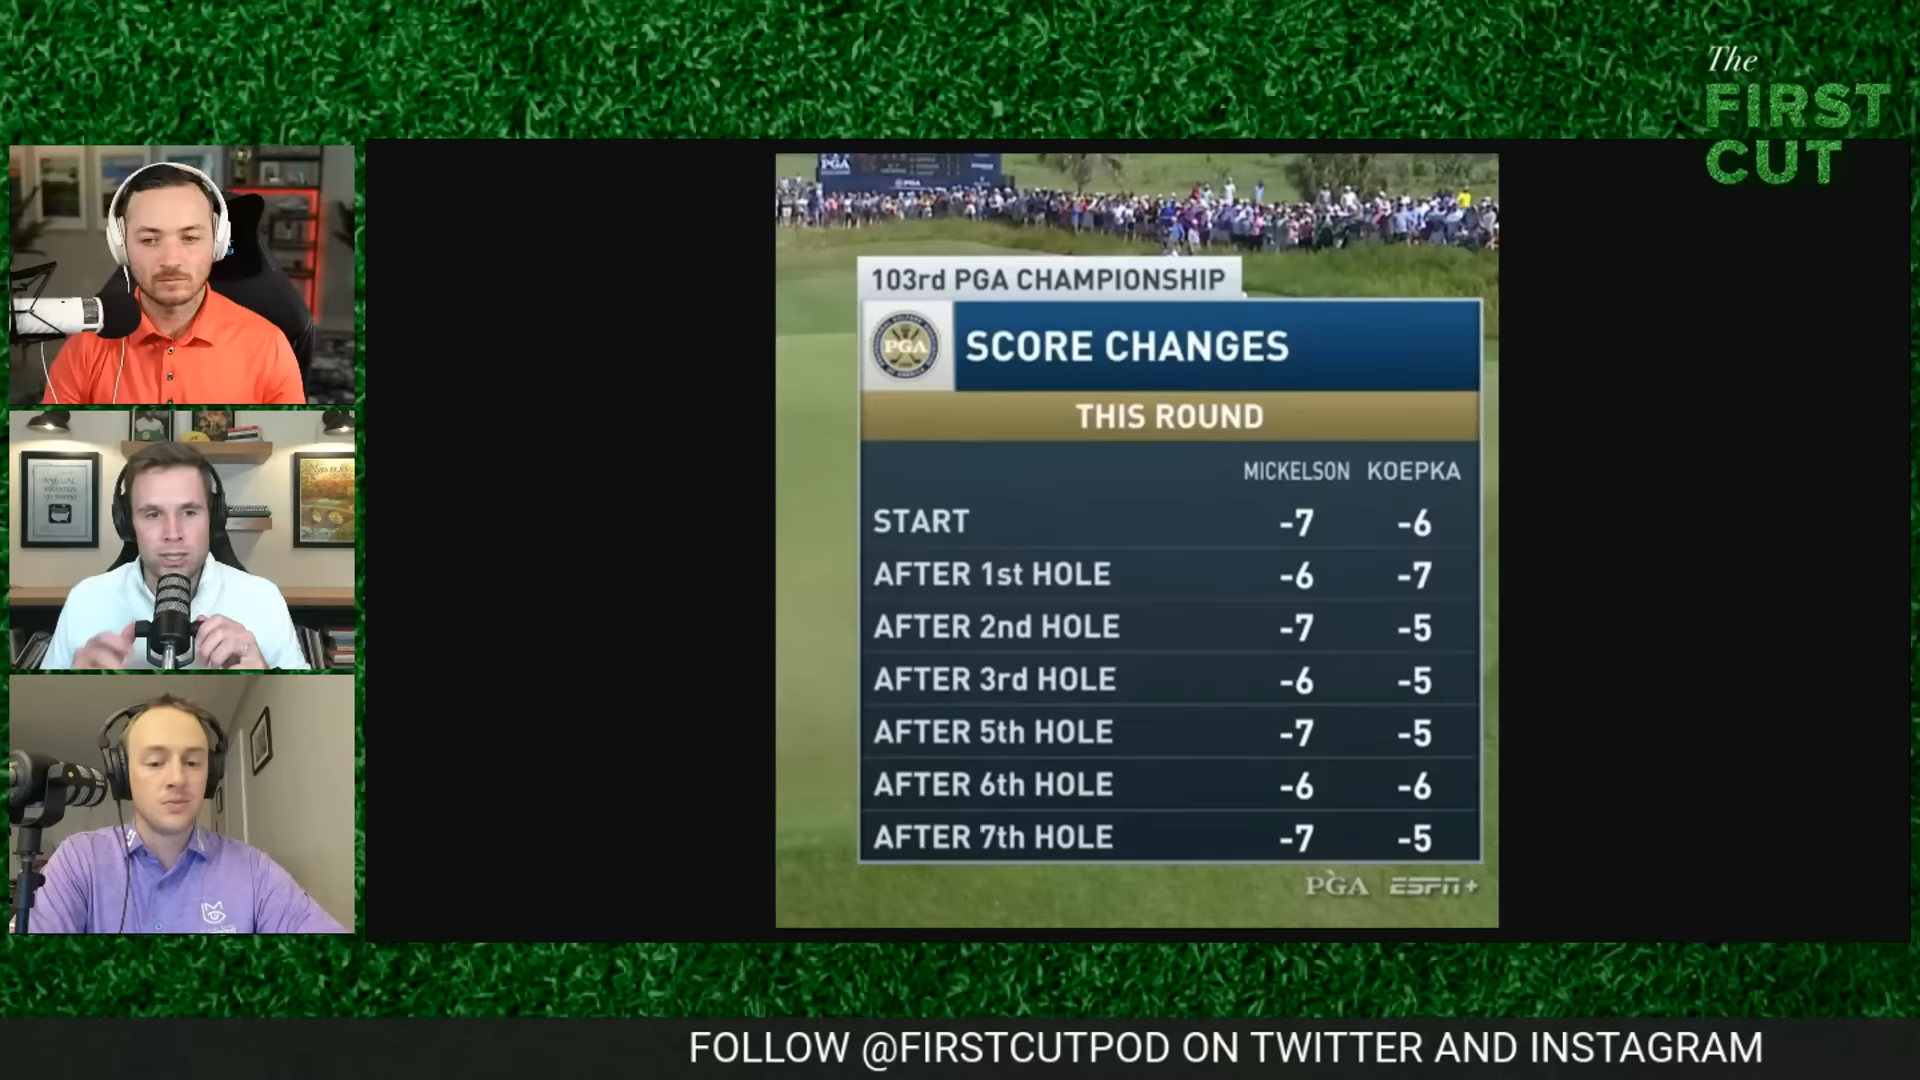 The
FIRST
CUT
PGA
103rd PGA CHAMPIONSHIP
PGA
SCORE CHANGES
THIS ROUND
MICKELSON KOEPKA
START -7 -6
AFTER 1st HOLE -6 -7
AFTER 2nd HOLE -7 -5
AFTER 3rd HOLE -6 -5
AFTER 5th HOLE -7 -5
AFTER 6th HOLE -6 -6
AFTER 7th HOLE -7 -5
PGA ESPN+
FOLLOW @FIRSTCUTPOD ON TWITTER AND INSTAGRAM